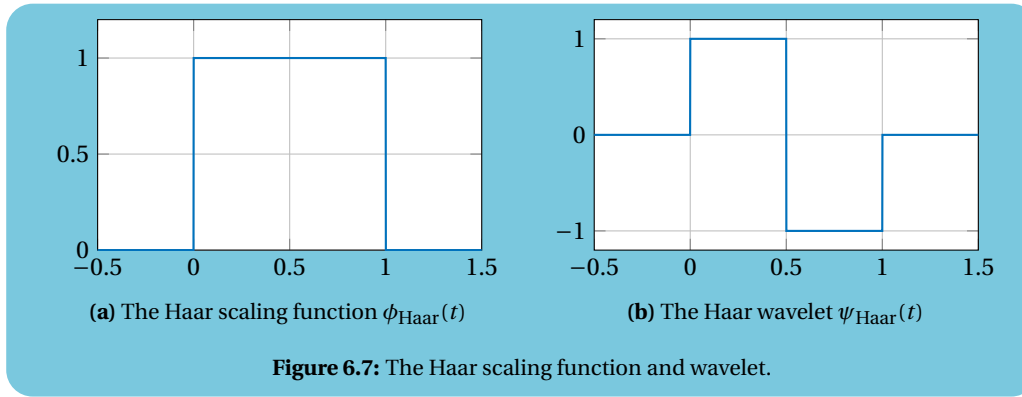 1
0.5
0
−0.5 0 0.5 1 1.5
(a) The Haar scaling function ϕHaar(t)
1
0
−1
−0.5 0 0.5 1 1.5
(b) The Haar wavelet ψHaar(t)
Figure 6.7: The Haar scaling function and wavelet.